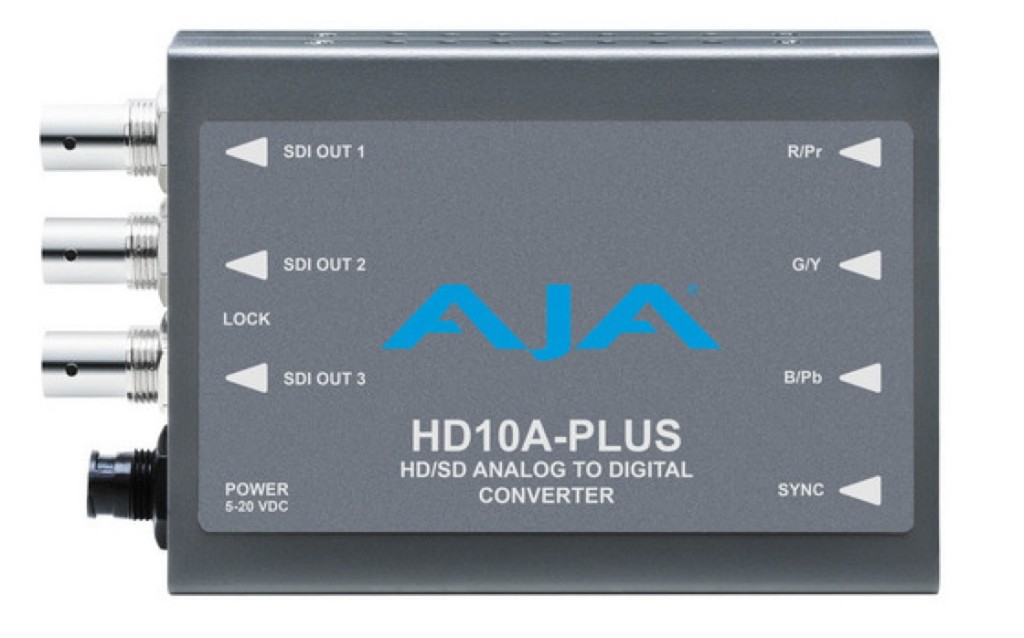 SDI OUT 1
R/Pr
SDI OUT 2
G/Y
LOCK
AJA
SDI OUT 3
B/Pb
HD10A-PLUS
HD/SD ANALOG TO DIGITAL
CONVERTER
POWER
5-20 VDC
SYNC